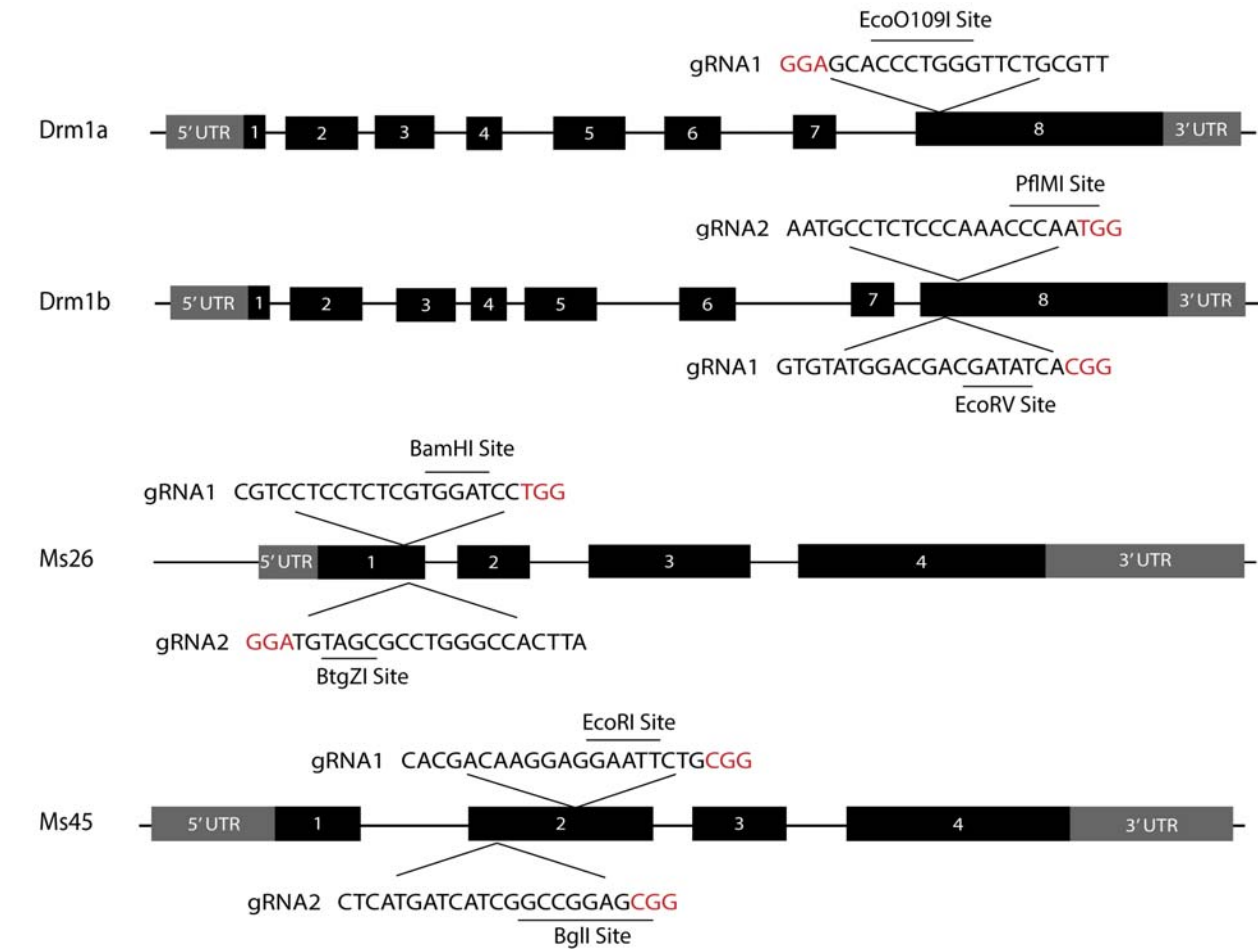 EcoO109I Site
gRNA1 GGAGCACCCTGGGTTCTGCGTT
Drm1a 5' UTR 1 2 3 4 5 6 7 8 3' UTR
PflMI Site
gRNA2 AATGCCTCTCCCAAACCCAATGG
Drm1b 5' UTR 1 2 3 4 5 6 7 8 3' UTR
gRNA1 GTGTATGGACGACGATATCACGG
EcoRV Site
BamHI Site
gRNA1 CGTCCTCCTCTCGTGGATCCTGG
Ms26 5' UTR 1 2 3 4 3' UTR
gRNA2 GGATGTAGCGCCTGGGCCACTTA
BtgZI Site
EcoRI Site
gRNA1 CACGACAAGGAGGAATTCTGCGG
Ms45 5' UTR 1 2 3 4 3' UTR
gRNA2 CTCATGATCATCGGCCGGAGCGG
BglI Site